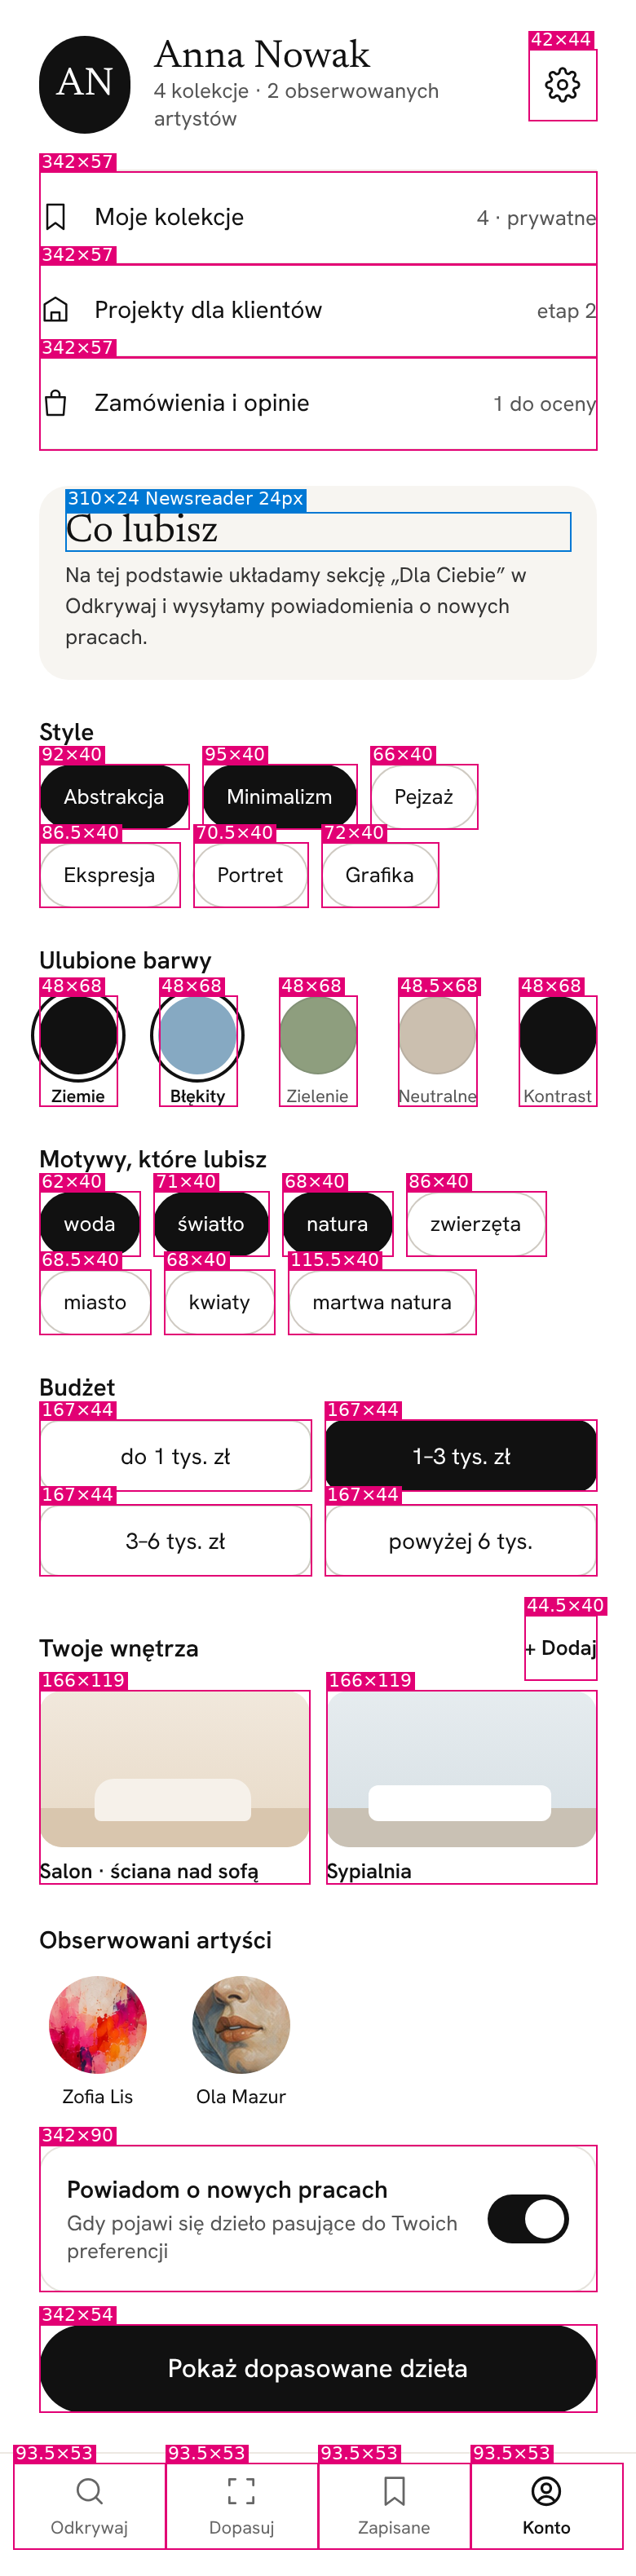 42×44
AN
Anna Nowak
4 kolekcje · 2 obserwowanych
artystów
342×57
Moje kolekcje
4 · prywatne
342×57
Projekty dla klientów
etap 2
342×57
Zamówienia i opinie
1 do oceny
310×24 Newsreader 24px
Co lubisz
Na tej podstawie układamy sekcję „Dla Ciebie” w
Odkrywaj i wysyłamy powiadomienia o nowych
pracach.
Style
92×40
95×40
66×40
Abstrakcja
Minimalizm
Pejzaż
86.5×40
70.5×40
72×40
Ekspresja
Portret
Grafika
Ulubione barwy
48×68
48×68
48×68
48.5×68
48×68
Ziemie
Błękity
Zielenie
Neutralne
Kontrast
Motywy, które lubisz
62×40
71×40
68×40
86×40
woda
światło
natura
zwierzęta
68.5×40
68×40
115.5×40
miasto
kwiaty
martwa natura
Budżet
167×44
167×44
do 1 tys. zł
1–3 tys. zł
167×44
167×44
3–6 tys. zł
powyżej 6 tys.
44.5×40
Twoje wnętrza
+ Dodaj
166×119
166×119
Salon · ściana nad sofą
Sypialnia
Obserwowani artyści
Zofia Lis
Ola Mazur
342×90
Powiadom o nowych pracach
Gdy pojawi się dzieło pasujące do Twoich
preferencji
342×54
Pokaż dopasowane dzieła
93.5×53
93.5×53
93.5×53
93.5×53
Odkrywaj
Dopasuj
Zapisane
Konto